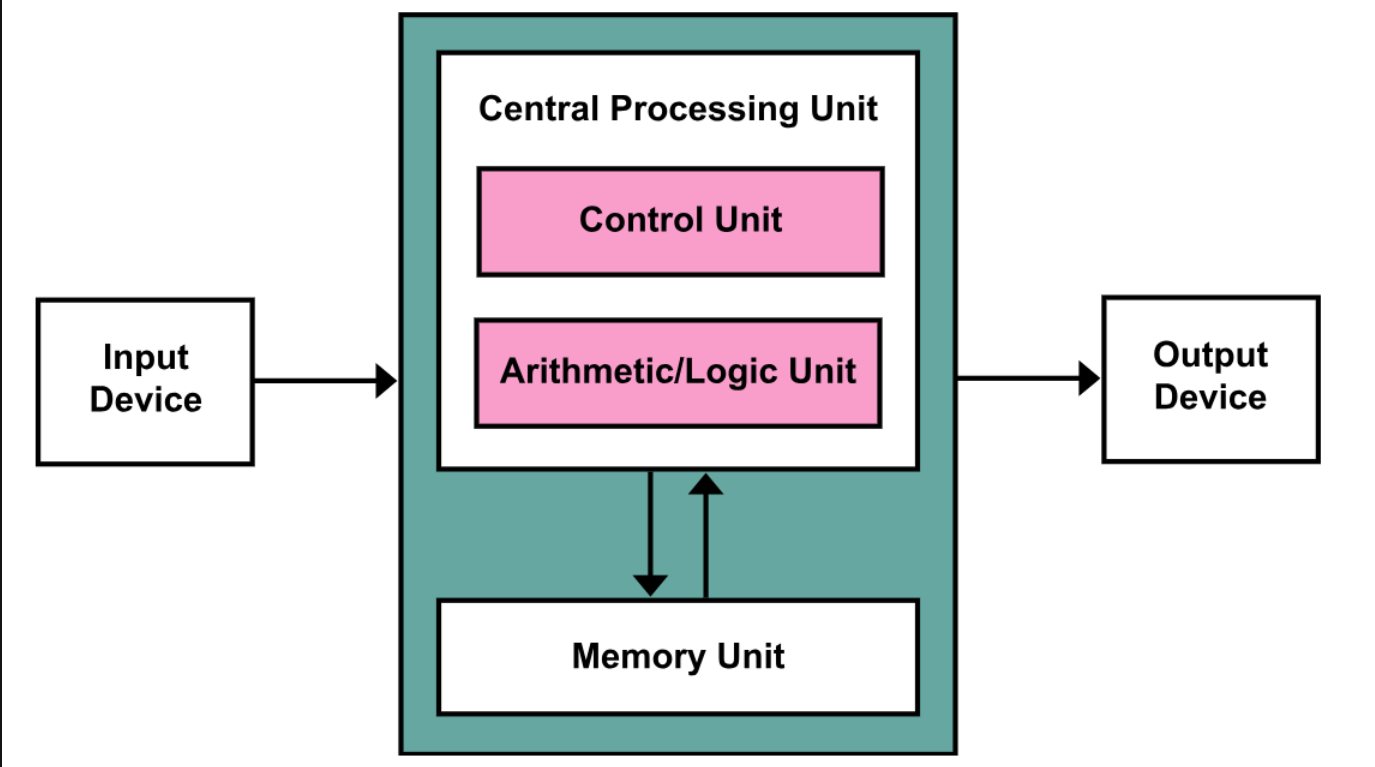 Central Processing Unit
Control Unit
Arithmetic/Logic Unit
Input
Device
Output
Device
Memory Unit